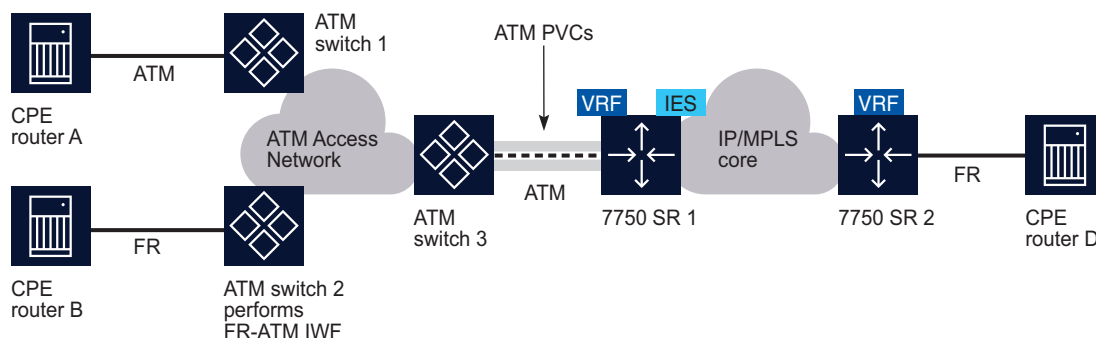 ATM
switch 1
ATM
CPE
router A
ATM Access
Network
ATM PVCs
VRF
IES
VRF
IP/MPLS
core
ATM
FR
ATM
switch 3
7750 SR 1
7750 SR 2
CPE
router D
FR
CPE
router B
ATM switch 2
performs
FR-ATM IWF